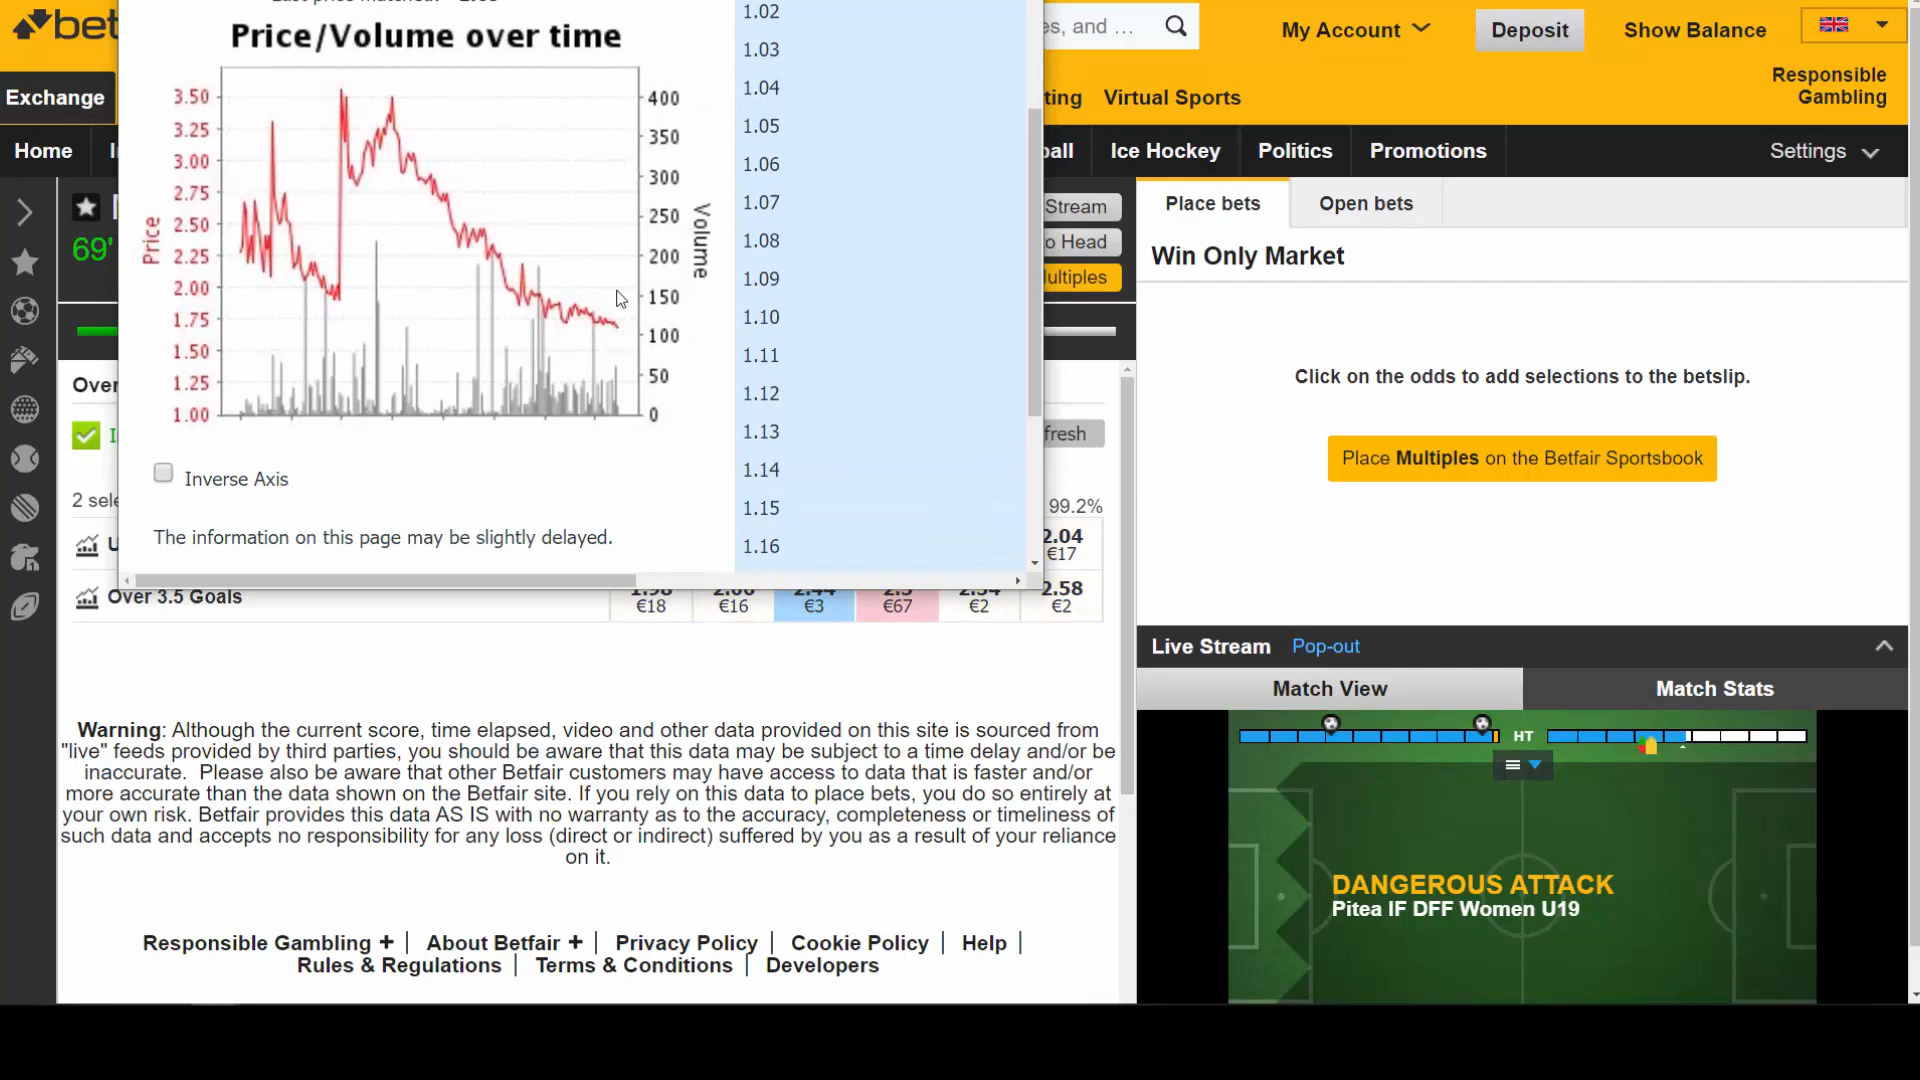 bet
es, and ...
My Account
Deposit
Show Balance
Responsible
Gambling
Exchange
ting
Virtual Sports
Home
ball
Ice Hockey
Politics
Promotions
Settings
69'
Price/Volume over time
3.50
3.25
3.00
2.75
2.50
2.25
2.00
1.75
1.50
1.25
1.00
Price
400
350
300
250
200
150
100
50
0
Volume
Inverse Axis
The information on this page may be slightly delayed.
1.02
1.03
1.04
1.05
1.06
1.07
1.08
1.09
1.10
1.11
1.12
1.13
1.14
1.15
1.16
Stream
o Head
ultiples
Over
fresh
2 sele
99.2%
2.04
€17
Over 3.5 Goals
€18
€16
€3
€67
€2
2.58
€2
Place bets
Open bets
Win Only Market
Click on the odds to add selections to the betslip.
Place Multiples on the Betfair Sportsbook
Live Stream
Pop-out
Match View
Match Stats
HT
DANGEROUS ATTACK
Pitea IF DFF Women U19
Warning: Although the current score, time elapsed, video and other data provided on this site is sourced from
"live" feeds provided by third parties, you should be aware that this data may be subject to a time delay and/or be
inaccurate. Please also be aware that other Betfair customers may have access to data that is faster and/or
more accurate than the data shown on the Betfair site. If you rely on this data to place bets, you do so entirely at
your own risk. Betfair provides this data AS IS with no warranty as to the accuracy, completeness or timeliness of
such data and accepts no responsibility for any loss (direct or indirect) suffered by you as a result of your reliance
on it.
Responsible Gambling + | About Betfair + | Privacy Policy | Cookie Policy | Help |
Rules & Regulations | Terms & Conditions | Developers